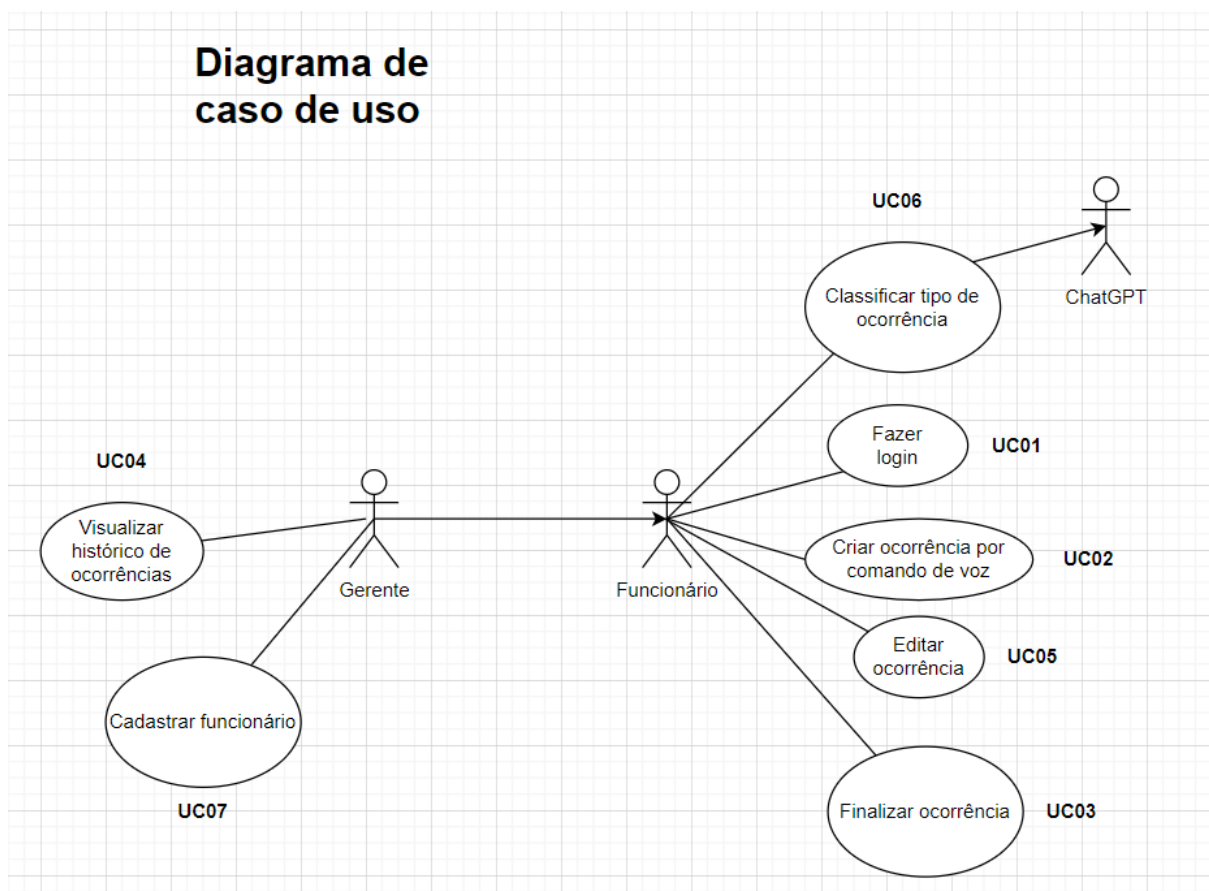 Diagrama de
caso de uso
UC06
Classificar tipo de
ocorrência
ChatGPT
Fazer
login
UC01
UC04
Visualizar
histórico de
ocorrências
Gerente
Funcionário
Criar ocorrência por
comando de voz
UC02
Editar
ocorrência
UC05
Cadastrar funcionário
UC07
Finalizar ocorrência
UC03